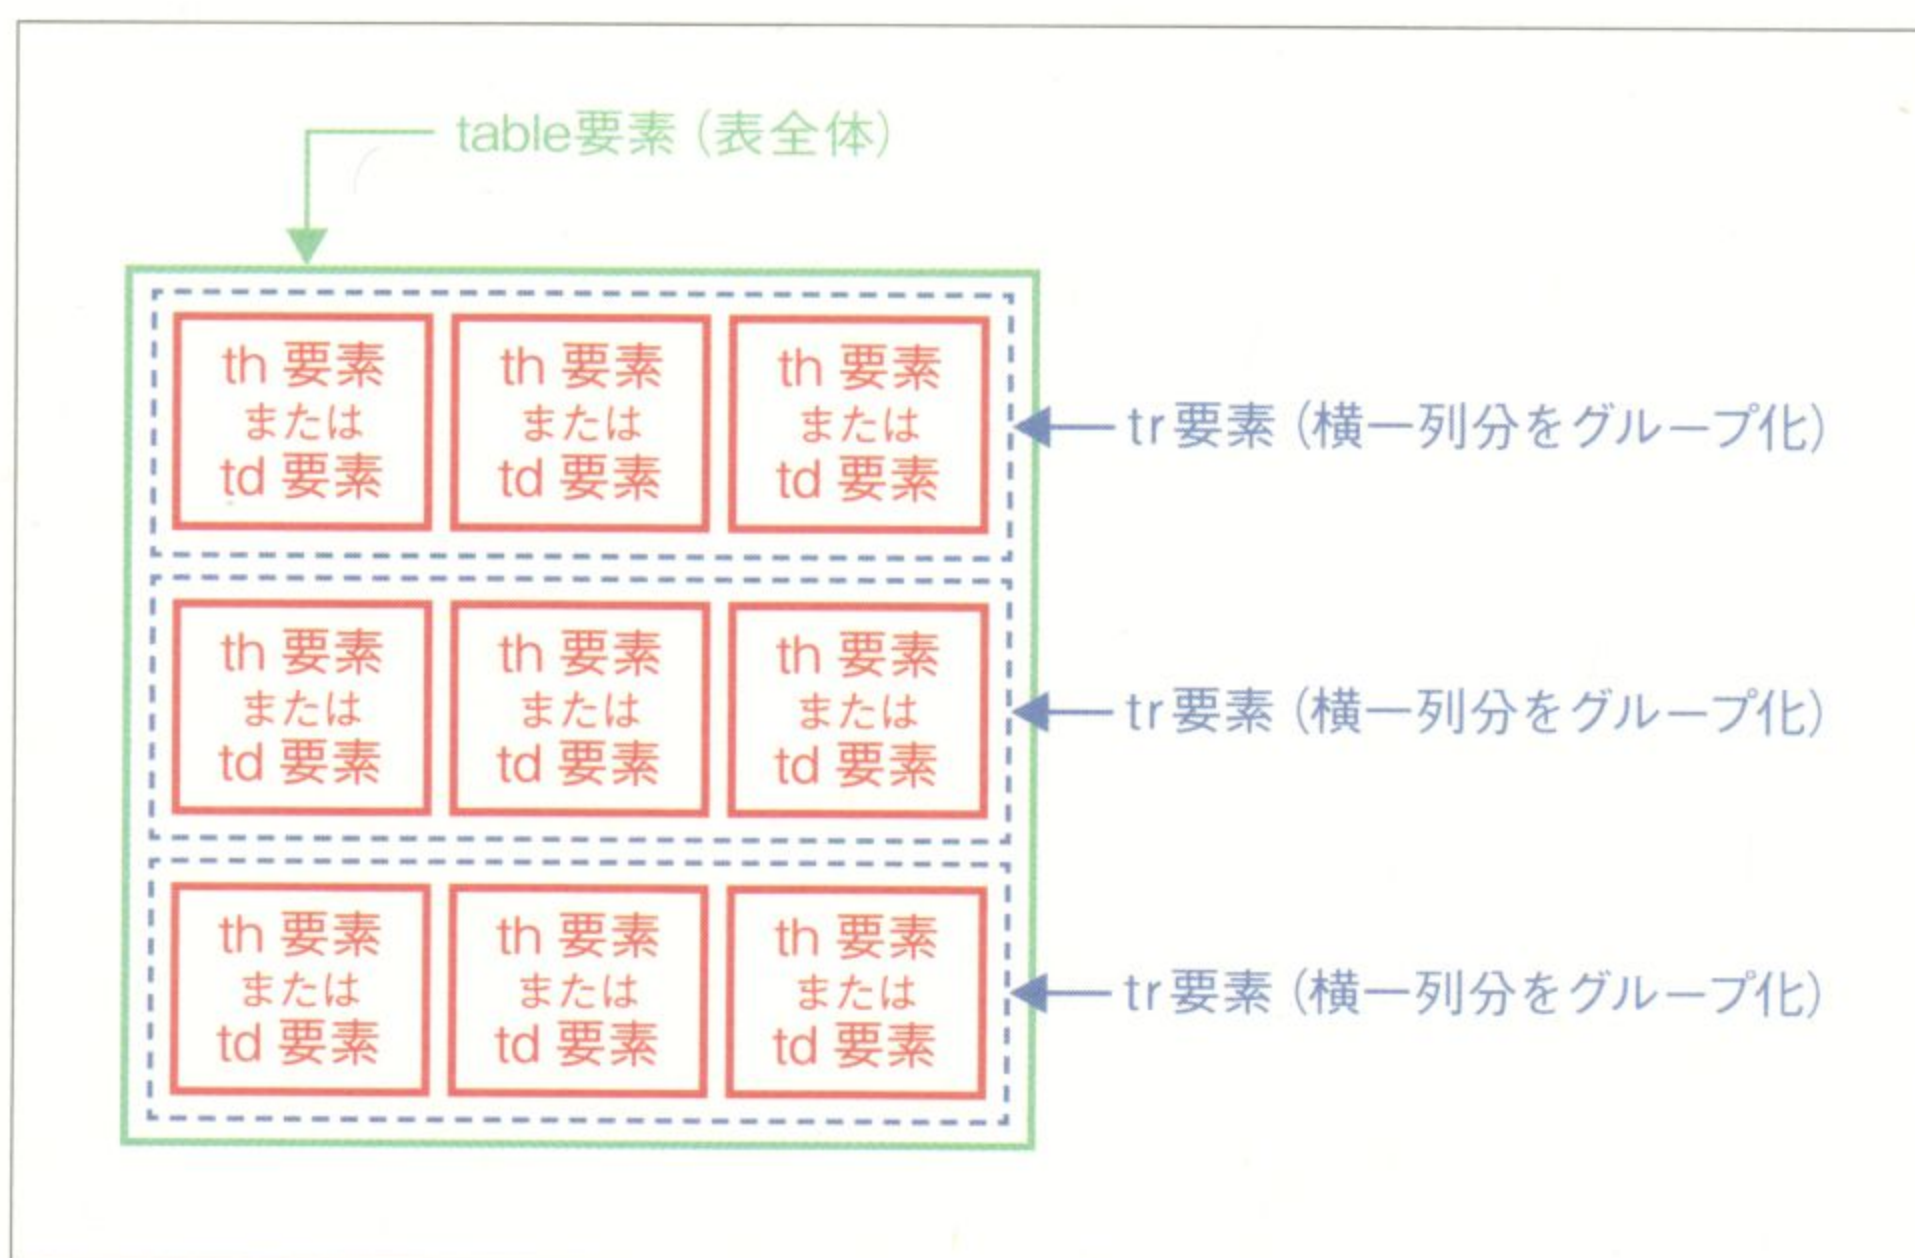 table要素（表全体）
th 要素 th 要素 th 要素
または または または
td 要素 td 要素 td 要素
tr要素（横一列分をグループ化）
th 要素 th 要素 th 要素
または または または
td 要素 td 要素 td 要素
tr要素（横一列分をグループ化）
th 要素 th 要素 th 要素
または または または
td 要素 td 要素 td 要素
tr要素（横一列分をグループ化）